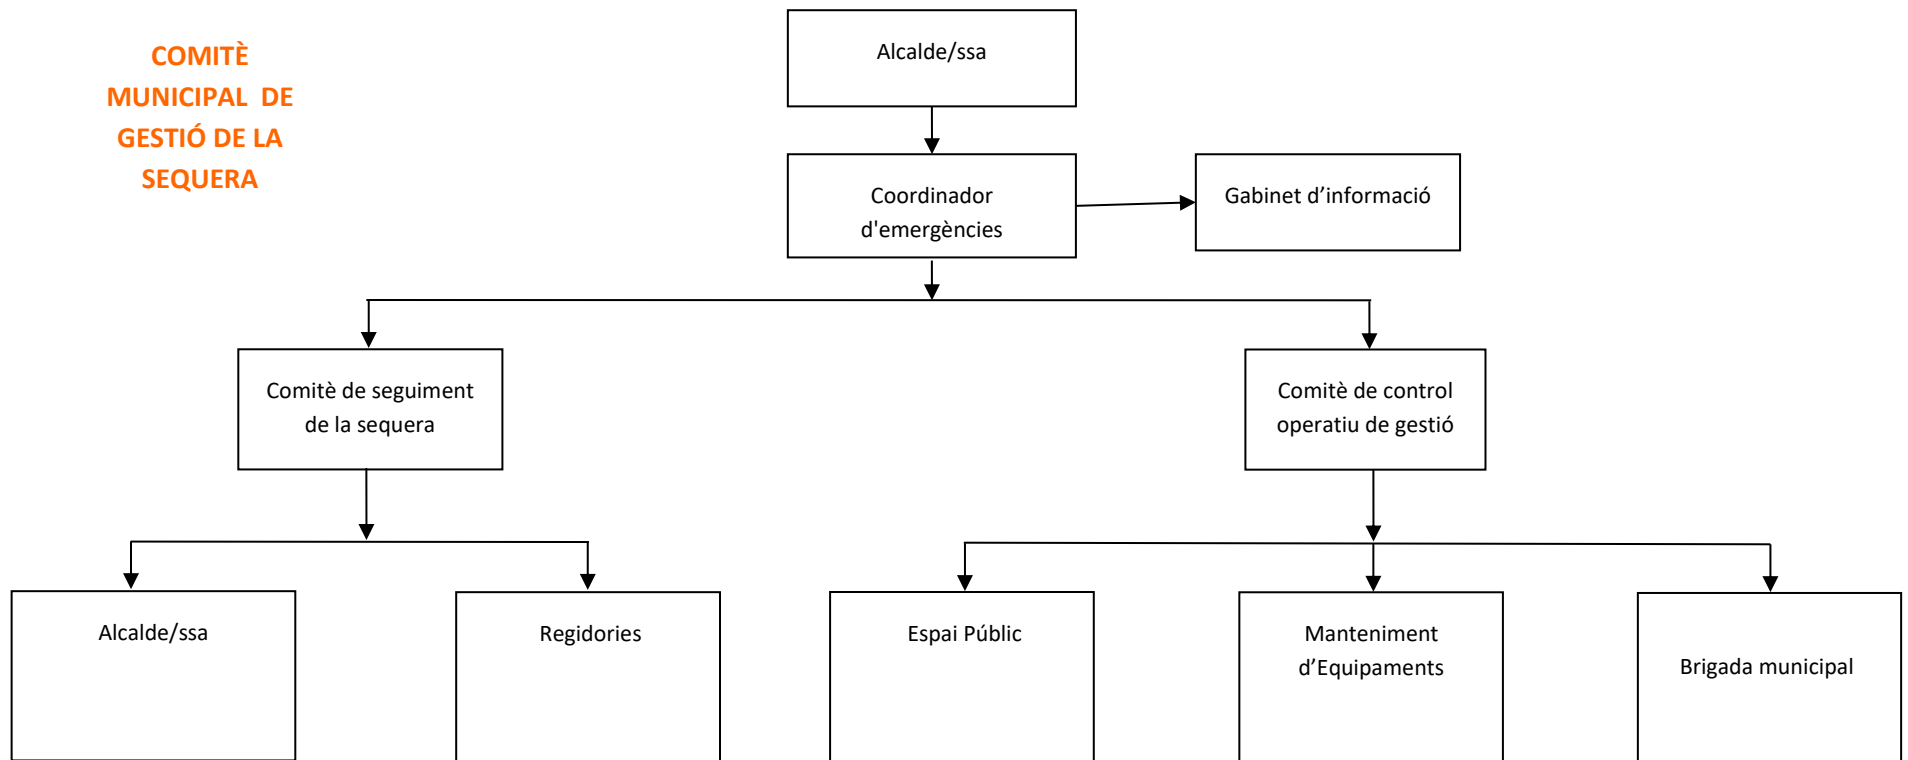 COMITÈ
MUNICIPAL DE
GESTIÓ DE LA
SEQUERA
Alcalde/ssa
Coordinador
d'emergències
Gabinet d’informació
Comitè de seguiment
de la sequera
Comitè de control
operatiu de gestió
Alcalde/ssa
Regidories
Espai Públic
Manteniment
d’Equipaments
Brigada municipal